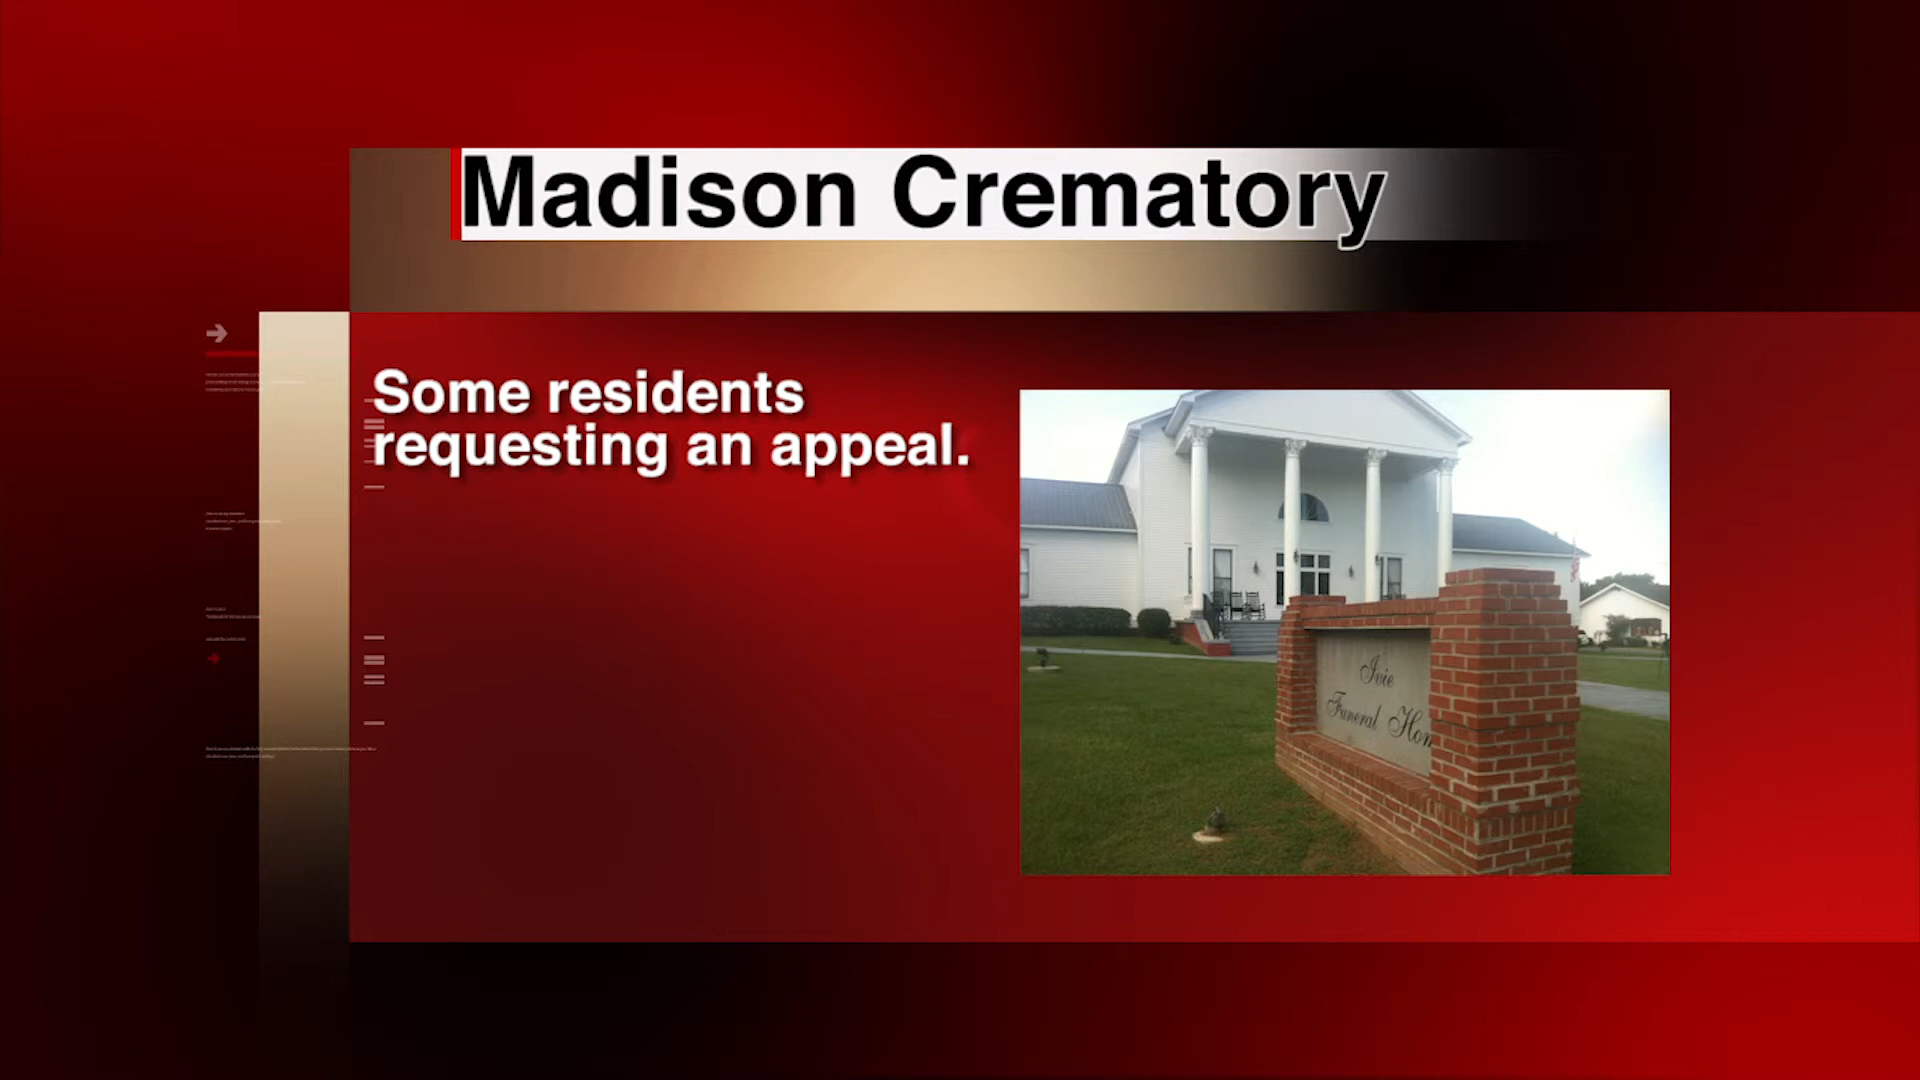 Madison Crematory
Some residents
requesting an appeal.
Ivie
Funeral Hom